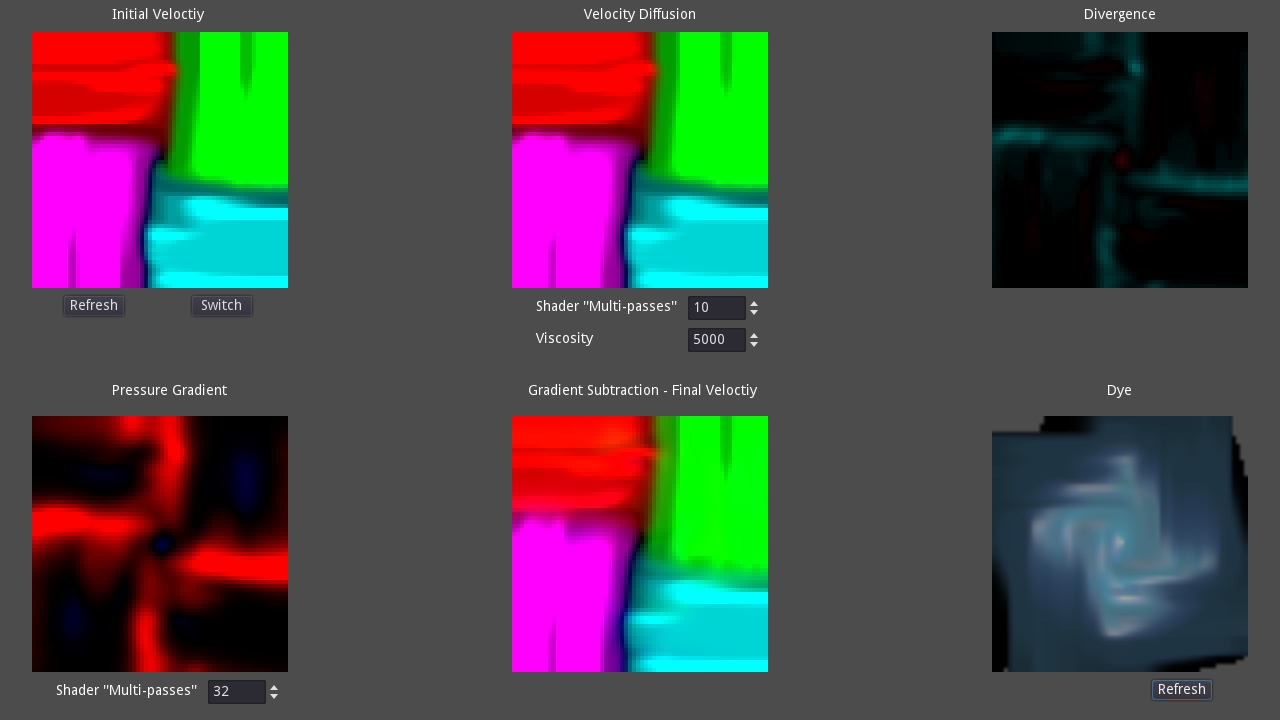 Initial Veloctiy
Velocity Diffusion
Divergence
Refresh
Switch
Shader "Multi-passes" 10
Viscosity 5000
Pressure Gradient
Gradient Subtraction - Final Veloctiy
Dye
Shader "Multi-passes" 32
Refresh